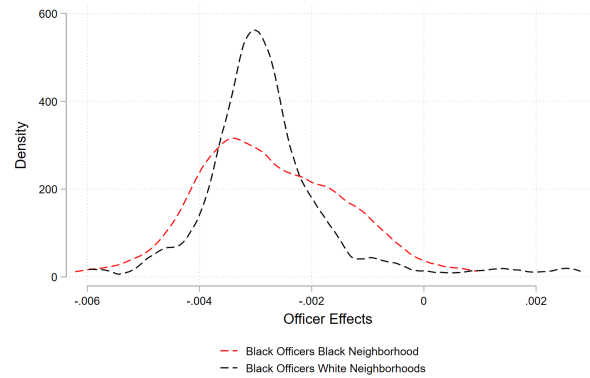 600
400
200
0
Density
-.006 -.004 -.002 0 .002
Officer Effects
Black Officers Black Neighborhood
Black Officers White Neighborhoods